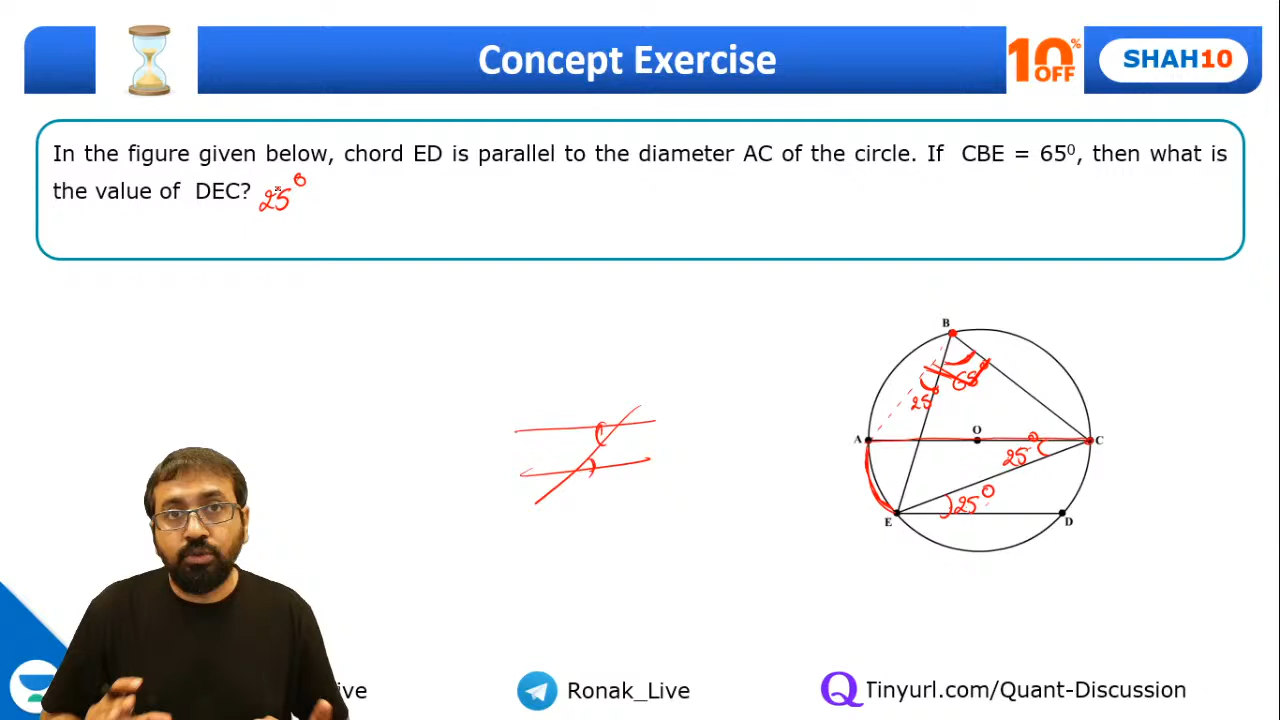 Concept Exercise
10% OFF
SHAH10
In the figure given below, chord ED is parallel to the diameter AC of the circle. If CBE = 65⁰, then what is
the value of DEC? 25°
B
65°
25°
A
O
C
25°
25°
E
D
ive
Ronak_Live
Tinyurl.com/Quant-Discussion